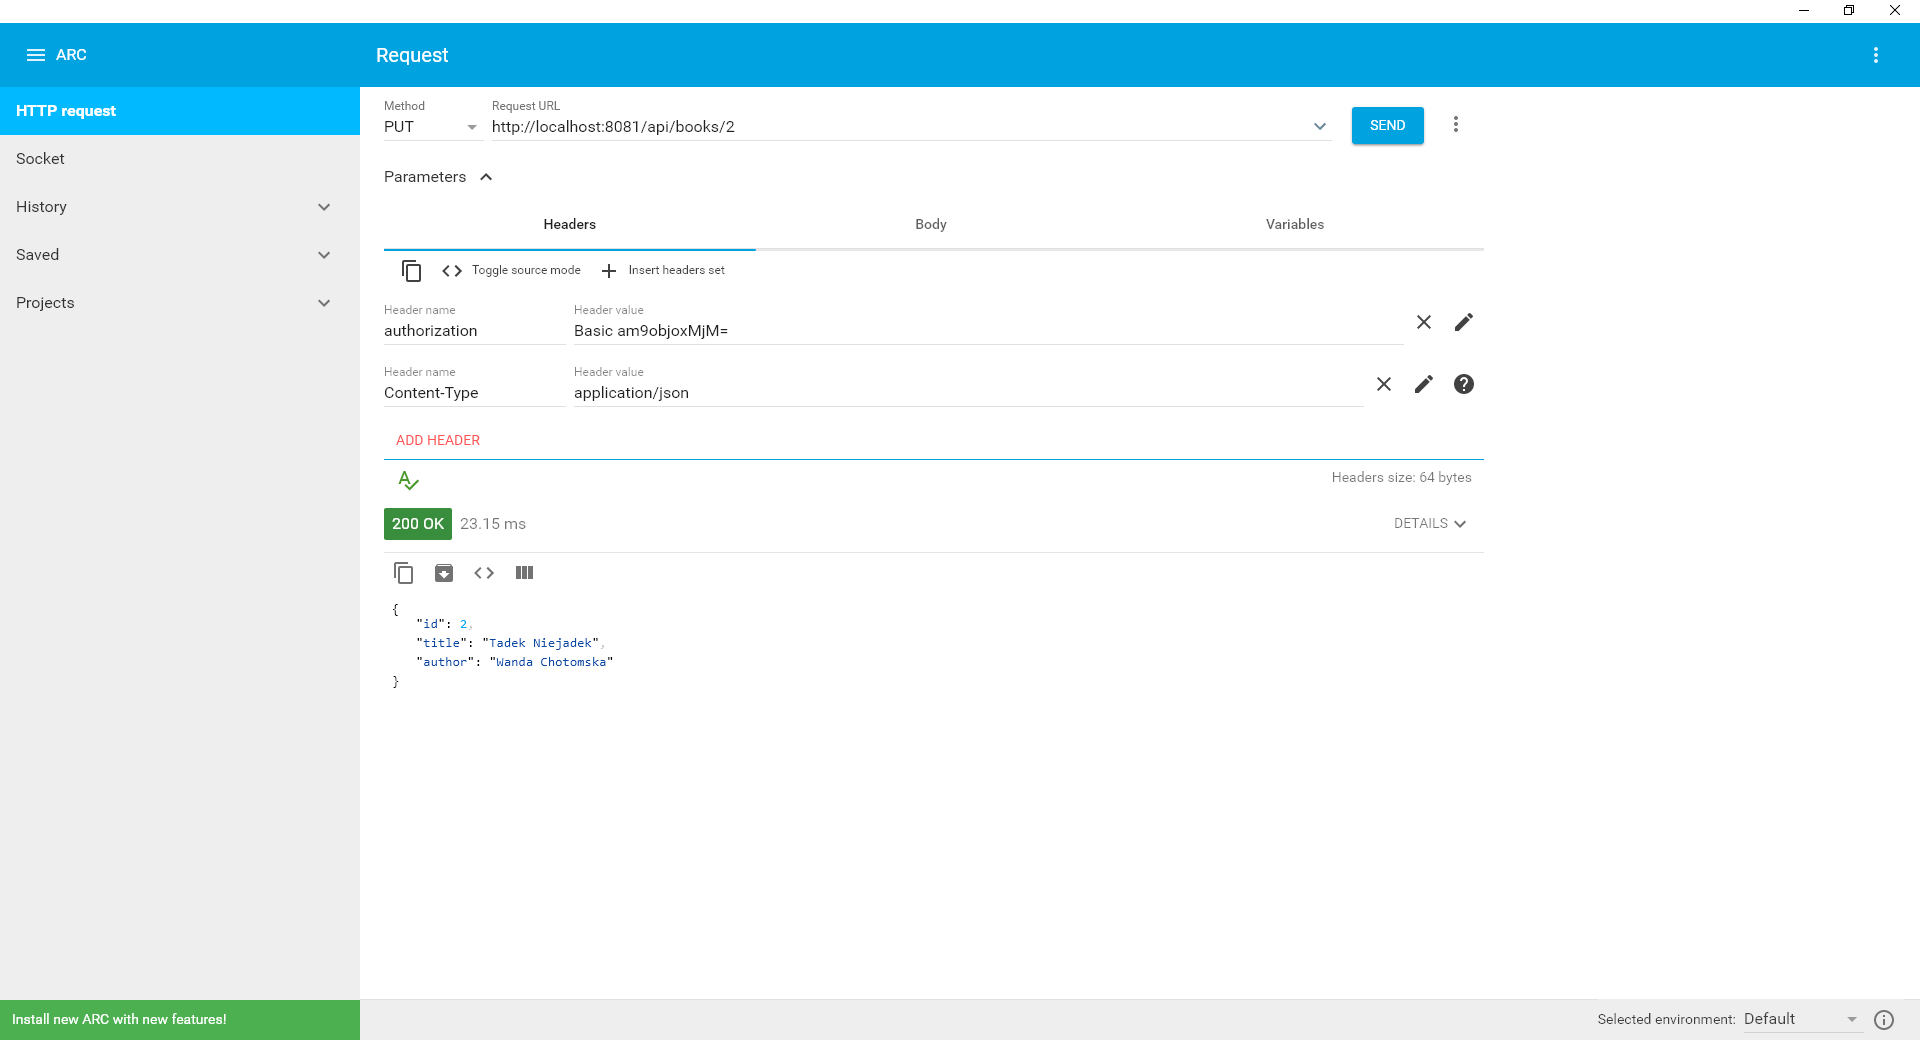 ARC
Request
HTTP request
Socket
History
Saved
Projects
Method
PUT
Request URL
http://localhost:8081/api/books/2
SEND
Parameters
Headers
Body
Variables
Toggle source mode
Insert headers set
Header name
authorization
Header value
Basic am9objoxMjM=
Header name
Content-Type
Header value
application/json
ADD HEADER
Headers size: 64 bytes
200 OK
23.15 ms
DETAILS
{
"id": 2,
"title": "Tadek Niejadek",
"author": "Wanda Chotomska"
}
Install new ARC with new features!
Selected environment: Default